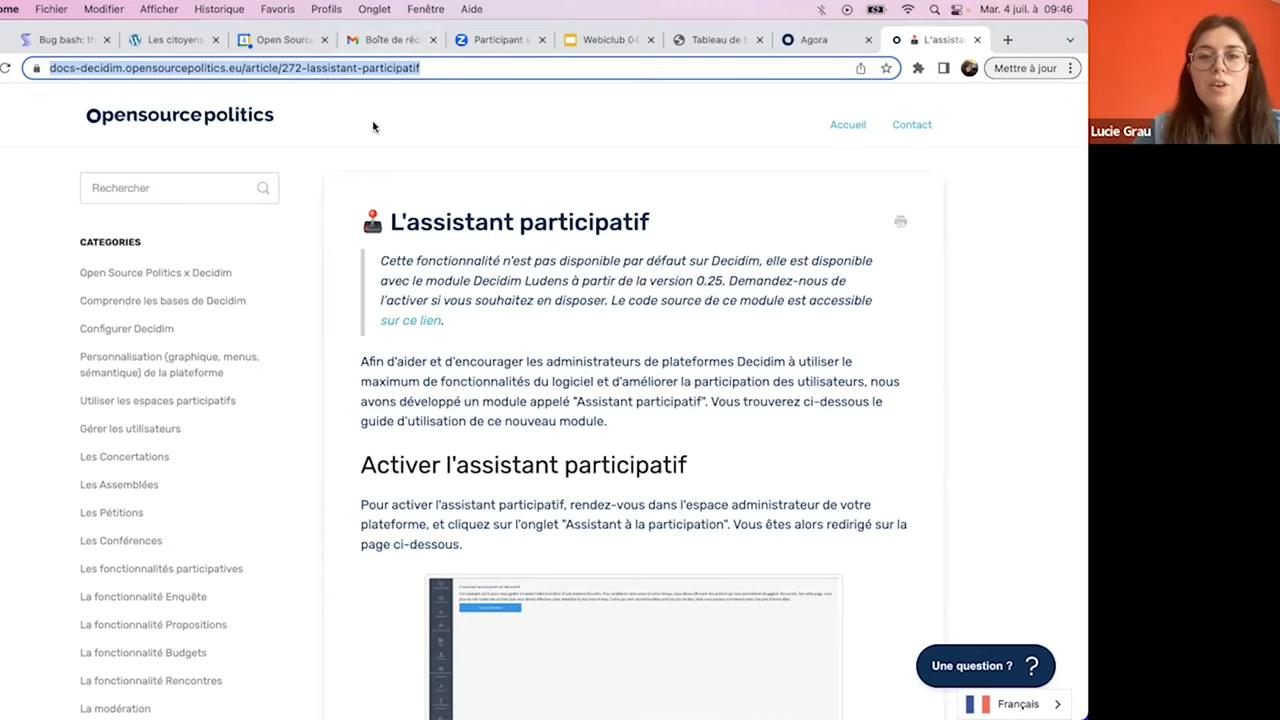 ome Fichier Modifier Afficher Historique Favoris Profils Onglet Fenêtre Aide Mar. 4 juil. à 09:46
Bug bash: th Les citoyens Open Sourc Boîte de réc Participant Webiclub 04 Tableau de b Agora L'assista
docs-decidim.opensourcepolitics.eu/article/272-lassistant-participatif Mettre à jour
Lucie Grau
Opensource politics
Accueil Contact
Rechercher
CATEGORIES
Open Source Politics x Decidim
Comprendre les bases de Decidim
Configurer Decidim
Personnalisation (graphique, menus,
sémantique) de la plateforme
Utiliser les espaces participatifs
Gérer les utilisateurs
Les Concertations
Les Assemblées
Les Pétitions
Les Conférences
Les fonctionnalités participatives
La fonctionnalité Enquête
La fonctionnalité Propositions
La fonctionnalité Budgets
La fonctionnalité Rencontres
La modération
L'assistant participatif
Cette fonctionnalité n'est pas disponible par défaut sur Decidim, elle est disponible
avec le module Decidim Ludens à partir de la version 0.25. Demandez-nous de
l'activer si vous souhaitez en disposer. Le code source de ce module est accessible
sur ce lien.
Afin d'aider et d'encourager les administrateurs de plateformes Decidim à utiliser le
maximum de fonctionnalités du logiciel et d'améliorer la participation des utilisateurs, nous
avons développé un module appelé "Assistant participatif". Vous trouverez ci-dessous le
guide d'utilisation de ce nouveau module.
Activer l'assistant participatif
Pour activer l'assistant participatif, rendez-vous dans l'espace administrateur de votre
plateforme, et cliquez sur l'onglet "Assistant à la participation". Vous êtes alors redirigé sur la
page ci-dessous.
Une question ? ?
Français